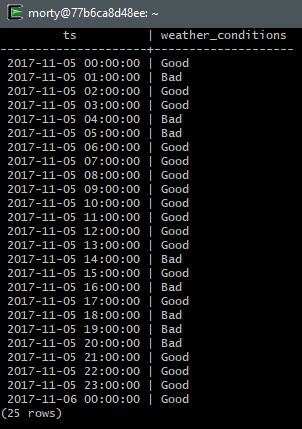 morty@77b6ca8d48ee: ~
ts | weather_conditions
---------------------+--------------------
2017-11-05 00:00:00 | Good
2017-11-05 01:00:00 | Bad
2017-11-05 02:00:00 | Good
2017-11-05 03:00:00 | Good
2017-11-05 04:00:00 | Bad
2017-11-05 05:00:00 | Bad
2017-11-05 06:00:00 | Good
2017-11-05 07:00:00 | Good
2017-11-05 08:00:00 | Good
2017-11-05 09:00:00 | Good
2017-11-05 10:00:00 | Good
2017-11-05 11:00:00 | Good
2017-11-05 12:00:00 | Good
2017-11-05 13:00:00 | Good
2017-11-05 14:00:00 | Bad
2017-11-05 15:00:00 | Good
2017-11-05 16:00:00 | Bad
2017-11-05 17:00:00 | Good
2017-11-05 18:00:00 | Bad
2017-11-05 19:00:00 | Bad
2017-11-05 20:00:00 | Bad
2017-11-05 21:00:00 | Good
2017-11-05 22:00:00 | Good
2017-11-05 23:00:00 | Good
2017-11-06 00:00:00 | Good
(25 rows)